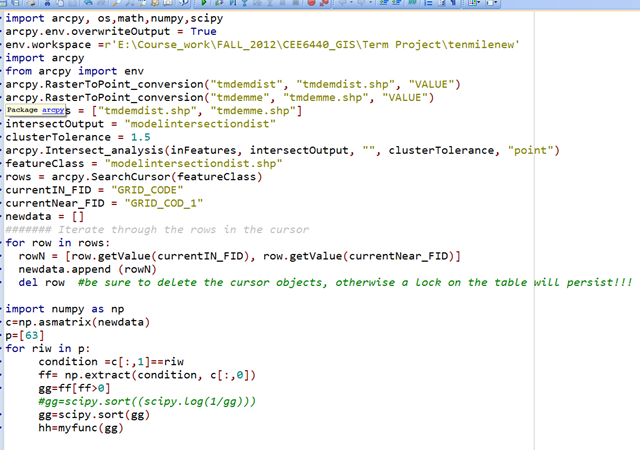 import arcpy, os,math,numpy,scipy
arcpy.env.overwriteOutput = True
env.workspace =r'E:\Course_work\FALL_2012\CEE6440_GIS\Term Project\tenmilenew'
import arcpy
from arcpy import env
arcpy.RasterToPoint_conversion("tmdemdist", "tmdemdist.shp", "VALUE")
arcpy.RasterToPoint_conversion("tmdemme", "tmdemme.shp", "VALUE")
Package arcpy s = ["tmdemdist.shp", "tmdemme.shp"]
intersectOutput = "modelintersectiondist"
clusterTolerance = 1.5
arcpy.Intersect_analysis(inFeatures, intersectOutput, "", clusterTolerance, "point")
featureClass = "modelintersectiondist.shp"
rows = arcpy.SearchCursor(featureClass)
currentIN_FID = "GRID_CODE"
currentNear_FID = "GRID_COD_1"
newdata = []
####### Iterate through the rows in the cursor
for row in rows:
  rowN = [row.getValue(currentIN_FID), row.getValue(currentNear_FID)]
  newdata.append (rowN)
  del row  #be sure to delete the cursor objects, otherwise a Lock on the table will persist!!!
import numpy as np
c=np.asmatrix(newdata)
p=[63]
for riw in p:
     condition =c[:,1]==riw
     ff= np.extract(condition, c[:,0])
     gg=ff[ff>0]
     #gg=scipy.sort((scipy.log(1/gg)))
     gg=scipy.sort(gg)
     hh=myfunc(gg)